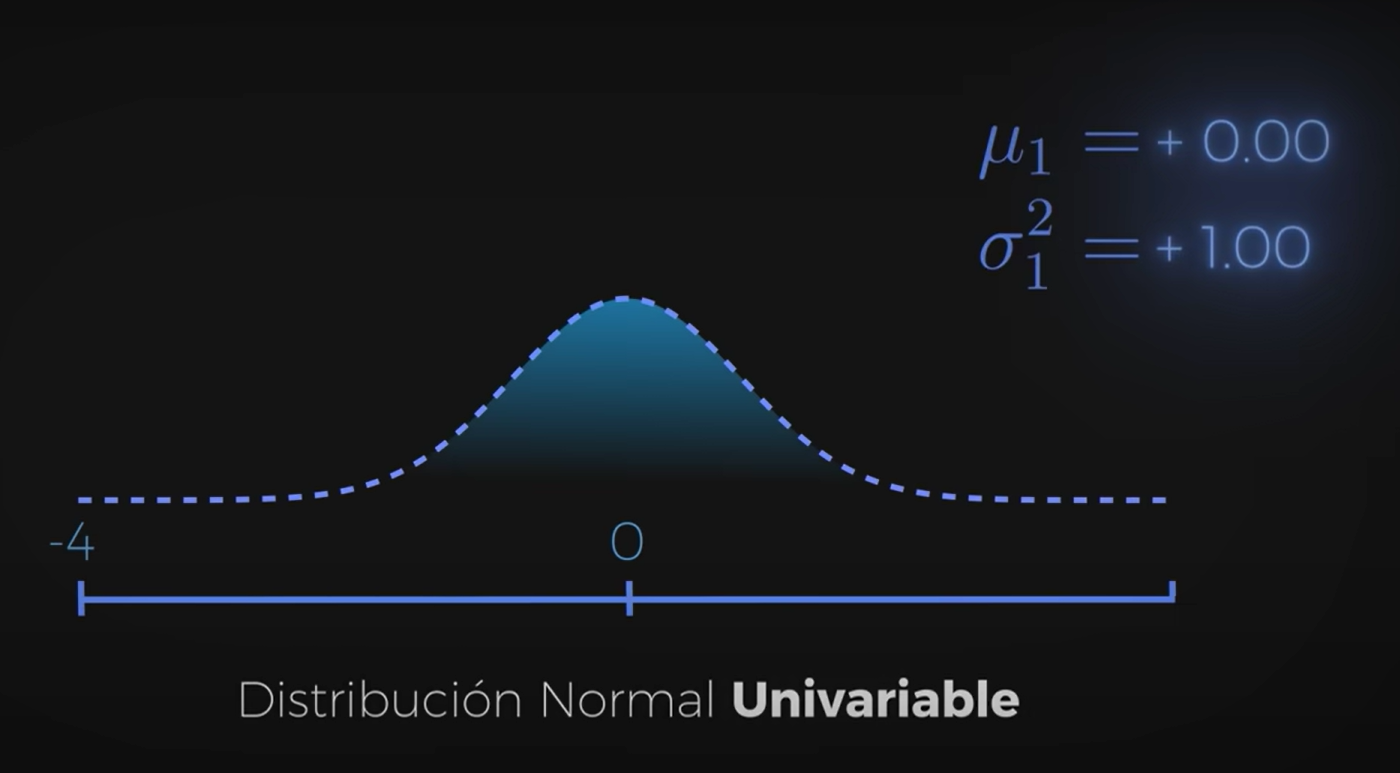 μ₁ = + 0.00
σ₁² = + 1.00
-4 0
Distribución Normal Univariable